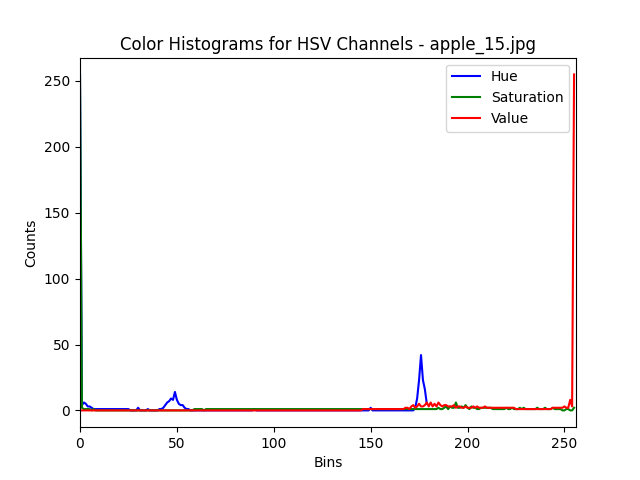 Color Histograms for HSV Channels - apple_15.jpg
Hue
Saturation
Value
Counts
250
200
150
100
50
0
0 50 100 150 200 250
Bins